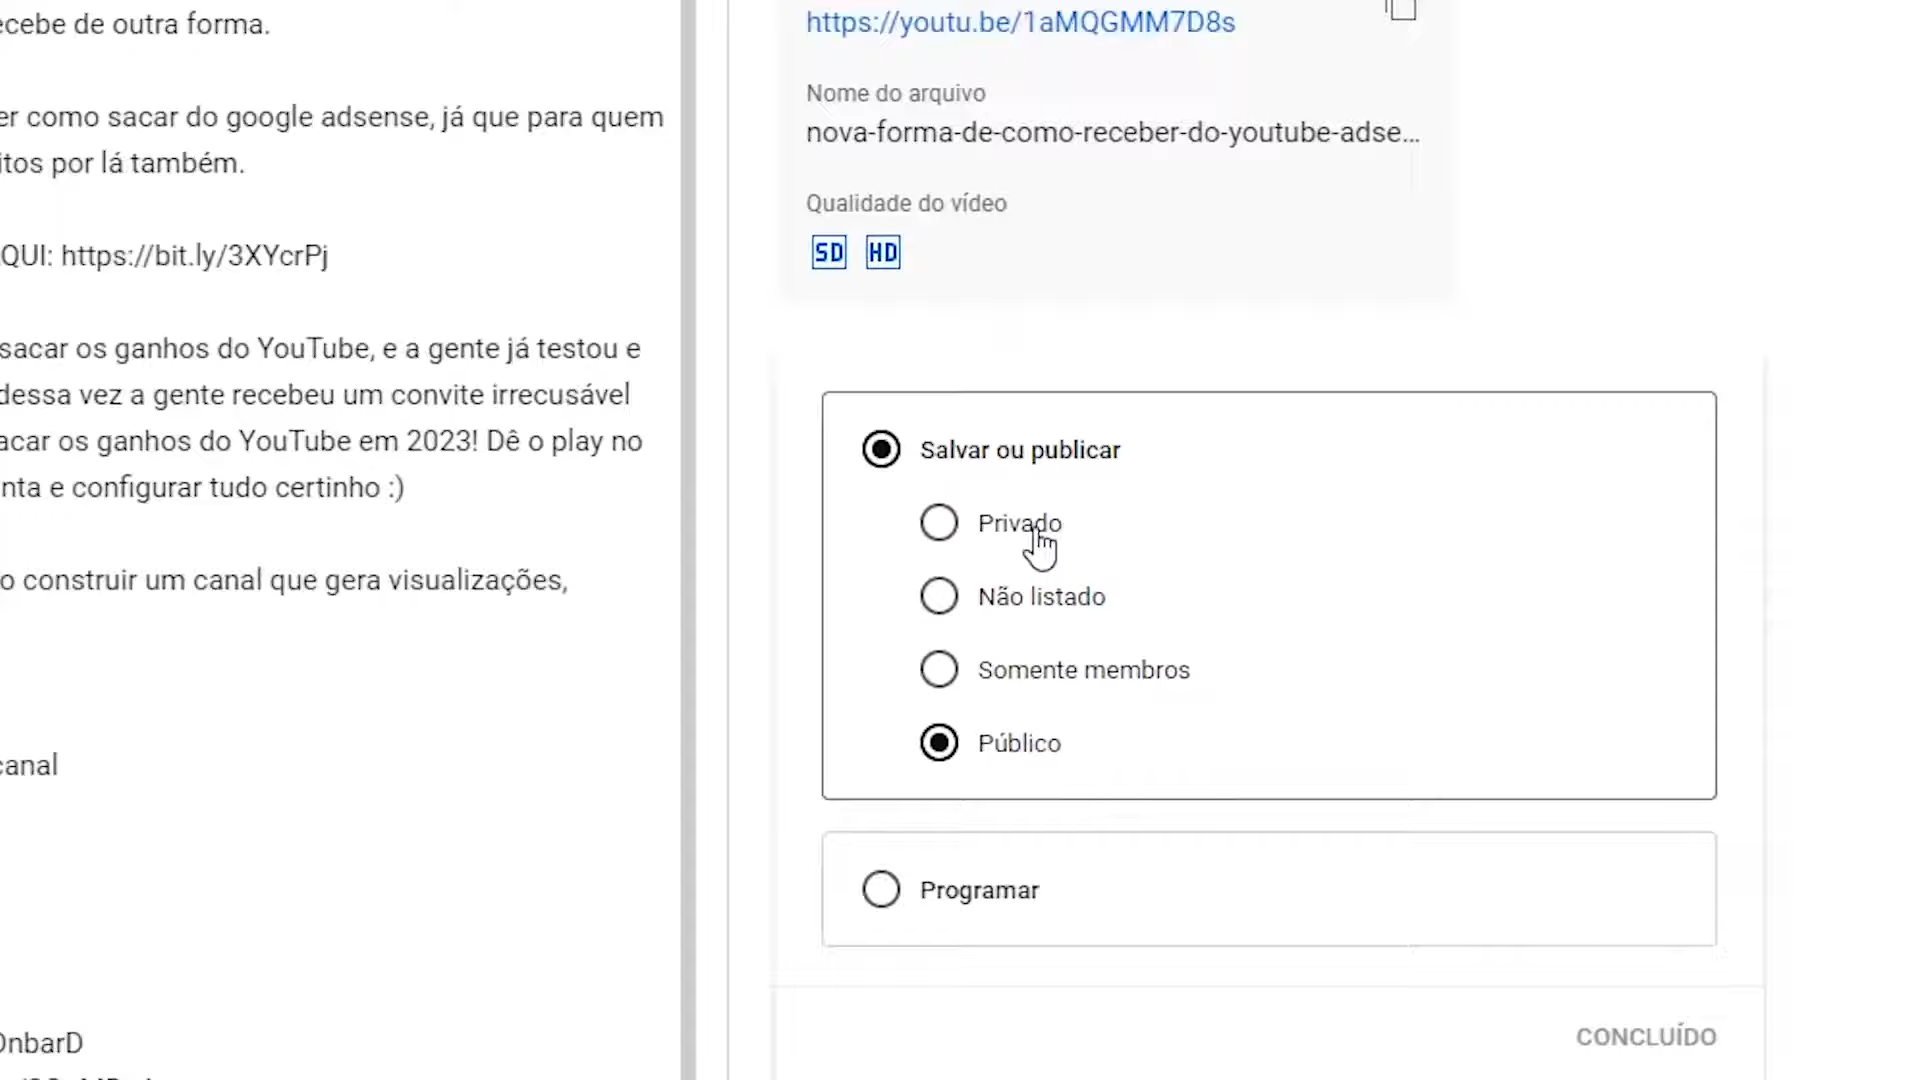 ecebe de outra forma.
er como sacar do google adsense, já que para quem
itos por lá também.
QUI: https://bit.ly/3XYcrPj
sacar os ganhos do YouTube, e a gente já testou e
dessa vez a gente recebeu um convite irrecusável
acar os ganhos do YouTube em 2023! Dê o play no
nta e configurar tudo certinho :)
o construir um canal que gera visualizações,
canal
OnbarD
https://youtu.be/1aMQGMM7D8s
Nome do arquivo
nova-forma-de-como-receber-do-youtube-adse...
Qualidade do vídeo
SD HD
Salvar ou publicar
Privado
Não listado
Somente membros
Público
Programar
CONCLUÍDO